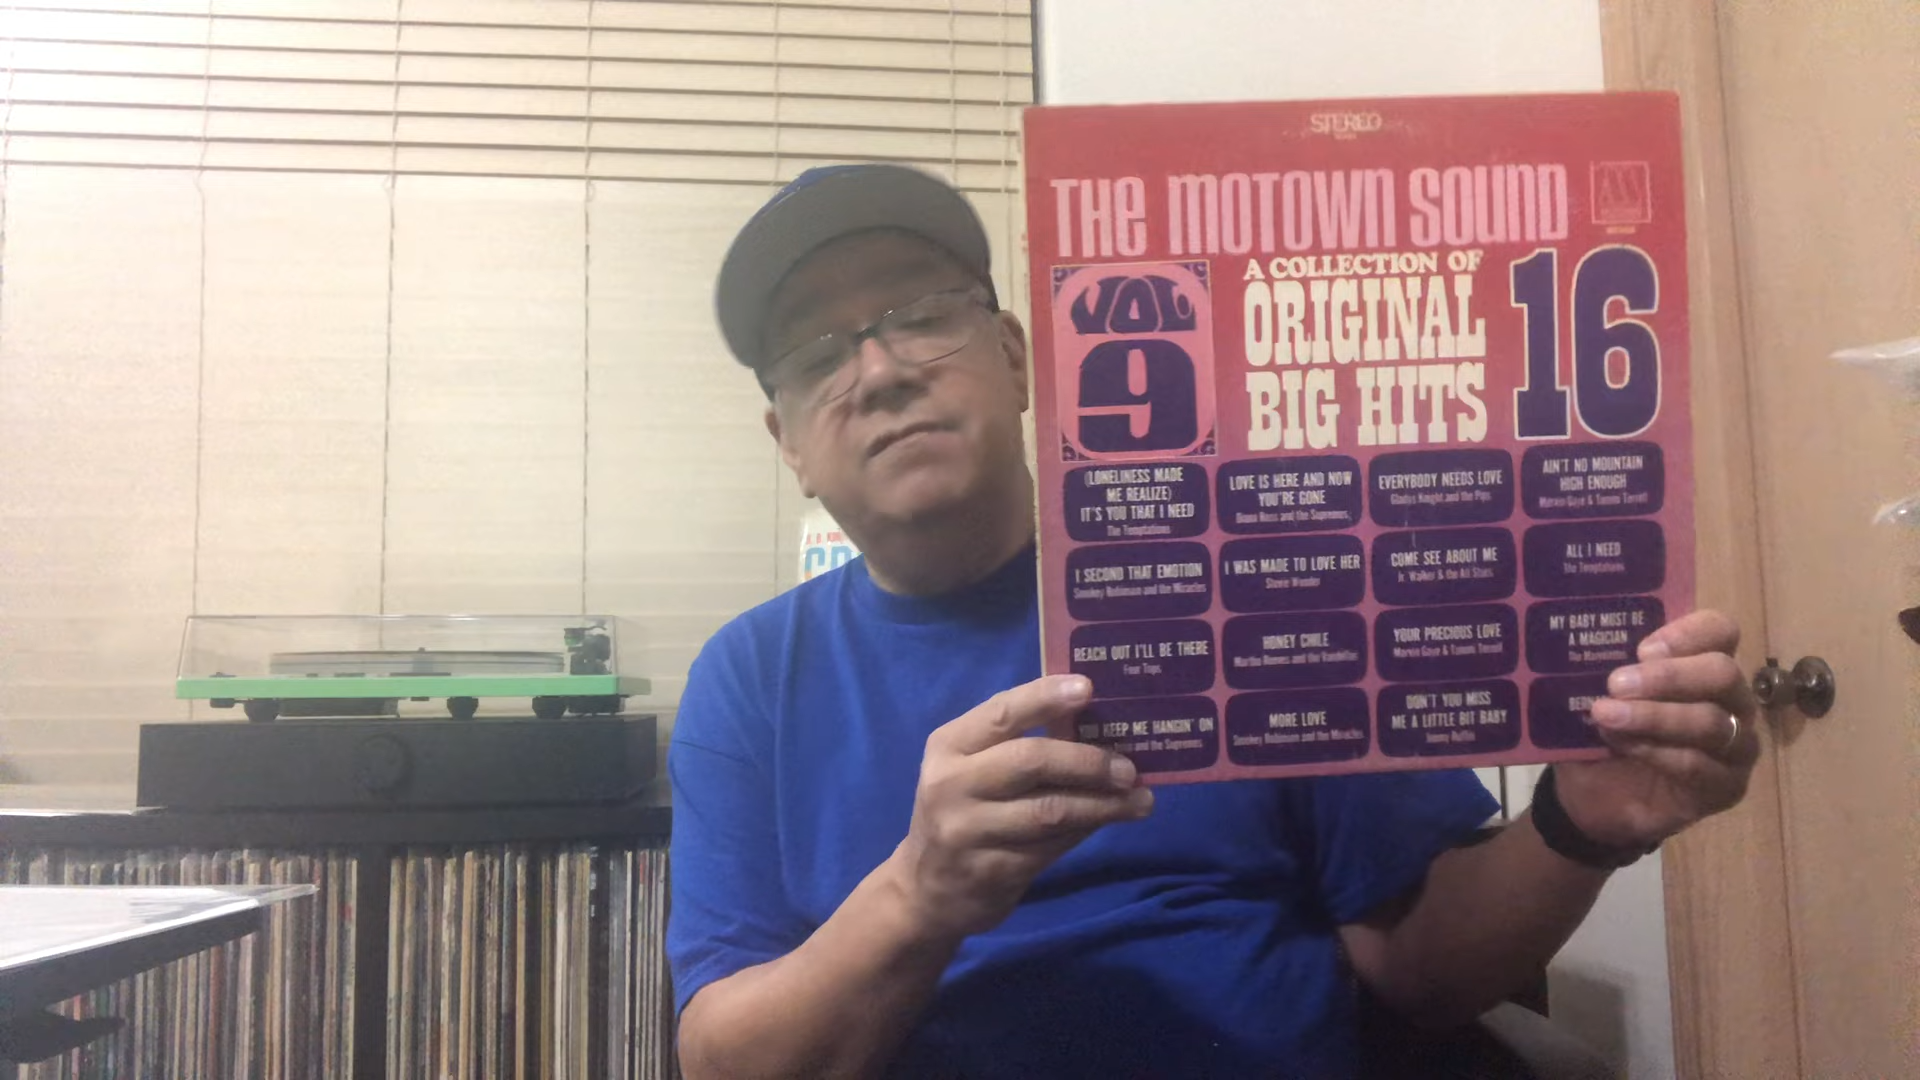 STEREO
THE MOTOWN SOUND
VOL
9
A COLLECTION OF
ORIGINAL
BIG HITS
16
(LONELINESS MADE
ME REALIZE)
IT'S YOU THAT I NEED
The Temptations
LOVE IS HERE AND NOW
YOU'RE GONE
Diana Ross and the Supremes
EVERYBODY NEEDS LOVE
Gladys Knight and the Pips
AIN'T NO MOUNTAIN
HIGH ENOUGH
Marvin Gaye & Tammi Terrell
I SECOND THAT EMOTION
Smokey Robinson and the Miracles
I WAS MADE TO LOVE HER
Stevie Wonder
COME SEE ABOUT ME
Jr. Walker & the All Stars
ALL I NEED
The Temptations
REACH OUT I'LL BE THERE
Four Tops
HONEY CHILE
Martha Reeves and the Vandellas
YOUR PRECIOUS LOVE
Marvin Gaye & Tammi Terrell
MY BABY MUST BE
A MAGICIAN
The Marvelettes
YOU KEEP ME HANGIN' ON
and the Supremes
MORE LOVE
Smokey Robinson and the Miracles
DON'T YOU MISS
ME A LITTLE BIT BABY
Jimmy Ruffin